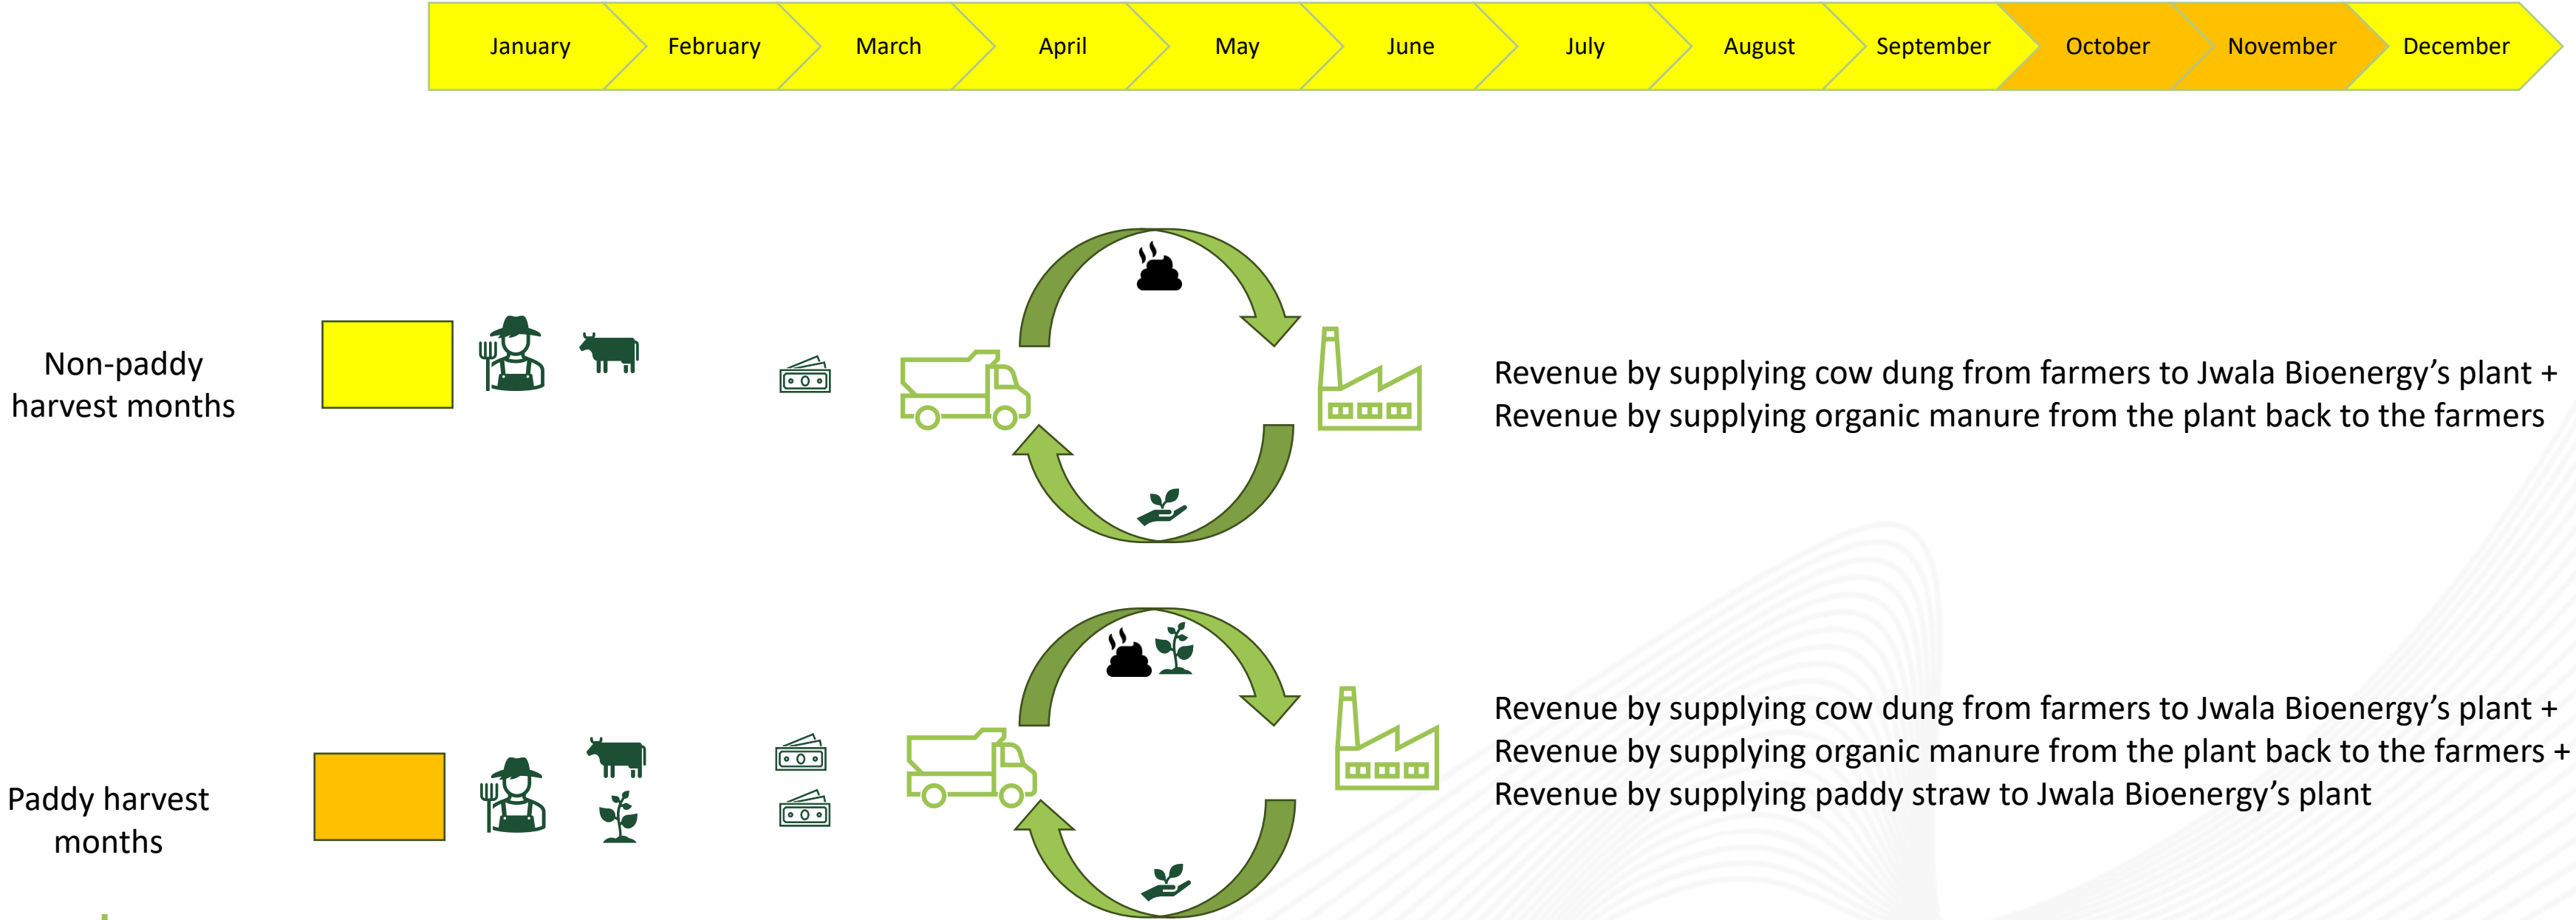 January
February
March
April
May
June
July
August
September
October
November
December
Non-paddy
harvest months
Revenue by supplying cow dung from farmers to Jwala Bioenergy’s plant +
Revenue by supplying organic manure from the plant back to the farmers
Paddy harvest
months
Revenue by supplying cow dung from farmers to Jwala Bioenergy’s plant +
Revenue by supplying organic manure from the plant back to the farmers +
Revenue by supplying paddy straw to Jwala Bioenergy’s plant